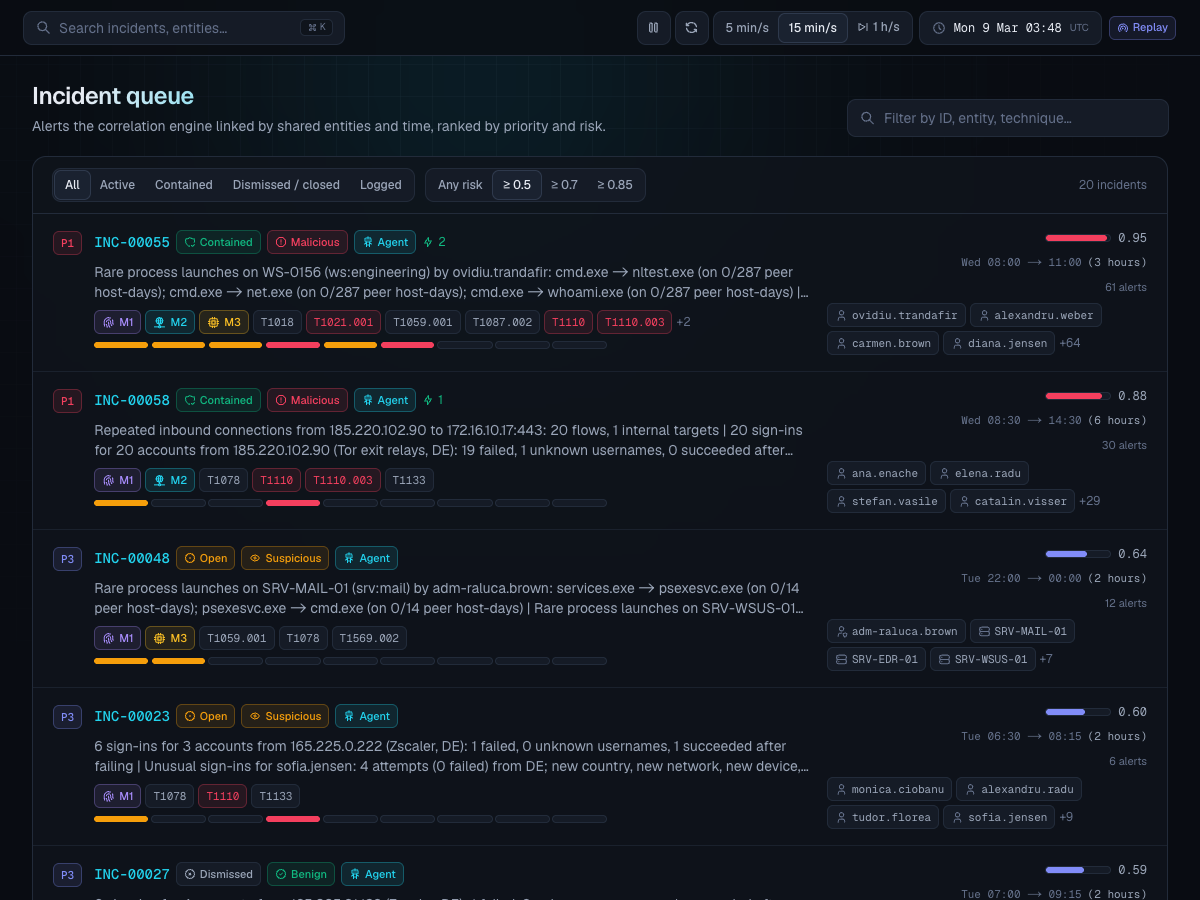 Search incidents, entities… ⌘ K 5 min/s 15 min/s 1 h/s Mon 9 Mar 03:48 UTC Replay
Incident queue
Alerts the correlation engine linked by shared entities and time, ranked by priority and risk.
Filter by ID, entity, technique…
All Active Contained Dismissed / closed Logged Any risk ≥ 0.5 ≥ 0.7 ≥ 0.85 20 incidents
P1 INC-00055 Contained Malicious Agent 2 0.95
Wed 08:00 → 11:00 (3 hours)
61 alerts
Rare process launches on WS-0156 (ws:engineering) by ovidiu.trandafir: cmd.exe → nltest.exe (on 0/287 peer
host-days); cmd.exe → net.exe (on 0/287 peer host-days); cmd.exe → whoami.exe (on 0/287 peer host-days) |…
M1 M2 M3 T1018 T1021.001 T1059.001 T1087.002 T1110 T1110.003 +2
ovidiu.trandafir alexandru.weber
carmen.brown diana.jensen +64
P1 INC-00058 Contained Malicious Agent 1 0.88
Wed 08:30 → 14:30 (6 hours)
30 alerts
Repeated inbound connections from 185.220.102.90 to 172.16.10.17:443: 20 flows, 1 internal targets | 20 sign-ins
for 20 accounts from 185.220.102.90 (Tor exit relays, DE): 19 failed, 1 unknown usernames, 0 succeeded after…
M1 M2 T1078 T1110 T1110.003 T1133
ana.enache elena.radu
stefan.vasile catalin.visser +29
P3 INC-00048 Open Suspicious Agent 0.64
Tue 22:00 → 00:00 (2 hours)
12 alerts
Rare process launches on SRV-MAIL-01 (srv:mail) by adm-raluca.brown: services.exe → psexesvc.exe (on 0/14
peer host-days); psexesvc.exe → cmd.exe (on 0/14 peer host-days) | Rare process launches on SRV-WSUS-01…
M1 M3 T1059.001 T1078 T1569.002
adm-raluca.brown SRV-MAIL-01
SRV-EDR-01 SRV-WSUS-01 +7
P3 INC-00023 Open Suspicious Agent 0.60
Tue 06:30 → 08:15 (2 hours)
6 alerts
6 sign-ins for 3 accounts from 165.225.0.222 (Zscaler, DE): 1 failed, 0 unknown usernames, 1 succeeded after
failing | Unusual sign-ins for sofia.jensen: 4 attempts (0 failed) from DE; new country, new network, new device,…
M1 T1078 T1110 T1133
monica.ciobanu alexandru.radu
tudor.florea sofia.jensen +9
P3 INC-00027 Dismissed Benign Agent 0.59
Tue 07:00 → 09:15 (2 hours)